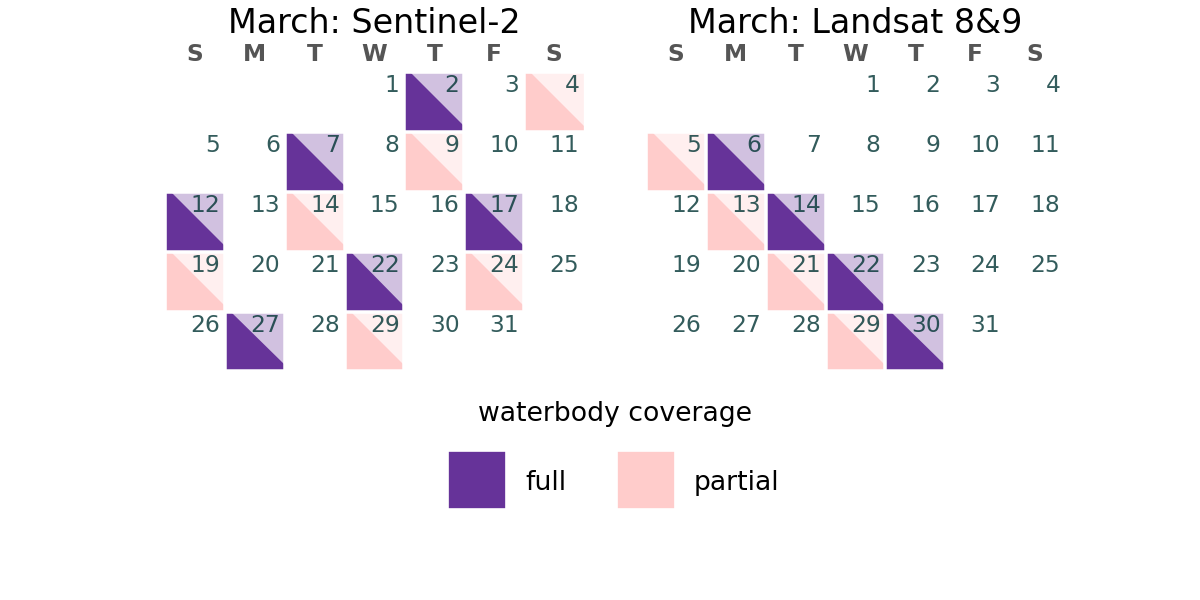 March: Sentinel-2
S M T W T F S
1 2 3 4
5 6 7 8 9 10 11
12 13 14 15 16 17 18
19 20 21 22 23 24 25
26 27 28 29 30 31
March: Landsat 8&9
S M T W T F S
1 2 3 4
5 6 7 8 9 10 11
12 13 14 15 16 17 18
19 20 21 22 23 24 25
26 27 28 29 30 31
waterbody coverage
full
partial